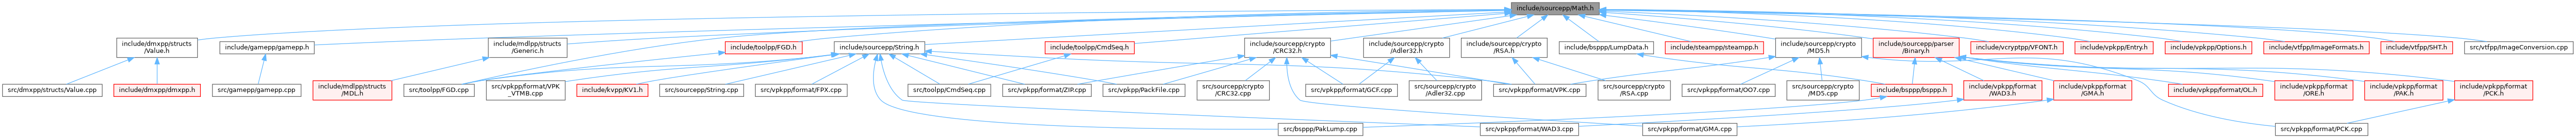 include/sourcepp/Math.h
include/dmxpp/structs
/Value.h
include/gamepp/gamepp.h
include/mdlpp/structs
/Generic.h
include/toolpp/FGD.h
include/sourcepp/String.h
include/toolpp/CmdSeq.h
include/sourcepp/crypto
/CRC32.h
include/sourcepp/crypto
/Adler32.h
include/sourcepp/crypto
/RSA.h
include/bsppp/LumpData.h
include/steampp/steampp.h
include/sourcepp/crypto
/MD5.h
include/sourcepp/parser
/Binary.h
include/vcryptpp/VFONT.h
include/vpkpp/Entry.h
include/vpkpp/Options.h
include/vtfpp/ImageFormats.h
include/vtfpp/SHT.h
src/vtfpp/ImageConversion.cpp
src/dmxpp/structs/Value.cpp
include/dmxpp/dmxpp.h
src/gamepp/gamepp.cpp
include/mdlpp/structs
/MDL.h
src/toolpp/FGD.cpp
src/vpkpp/format/VPK
_VTMB.cpp
include/kvpp/KV1.h
src/sourcepp/String.cpp
src/vpkpp/format/FPX.cpp
src/toolpp/CmdSeq.cpp
src/vpkpp/format/ZIP.cpp
src/vpkpp/PackFile.cpp
src/sourcepp/crypto
/CRC32.cpp
src/vpkpp/format/GCF.cpp
src/sourcepp/crypto
/Adler32.cpp
src/vpkpp/format/VPK.cpp
src/sourcepp/crypto
/RSA.cpp
src/vpkpp/format/OO7.cpp
src/sourcepp/crypto
/MD5.cpp
include/bsppp/bsppp.h
include/vpkpp/format
/WAD3.h
include/vpkpp/format
/GMA.h
include/vpkpp/format/OL.h
include/vpkpp/format
/ORE.h
include/vpkpp/format
/PAK.h
include/vpkpp/format
/PCK.h
src/bsppp/PakLump.cpp
src/vpkpp/format/WAD3.cpp
src/vpkpp/format/GMA.cpp
src/vpkpp/format/PCK.cpp